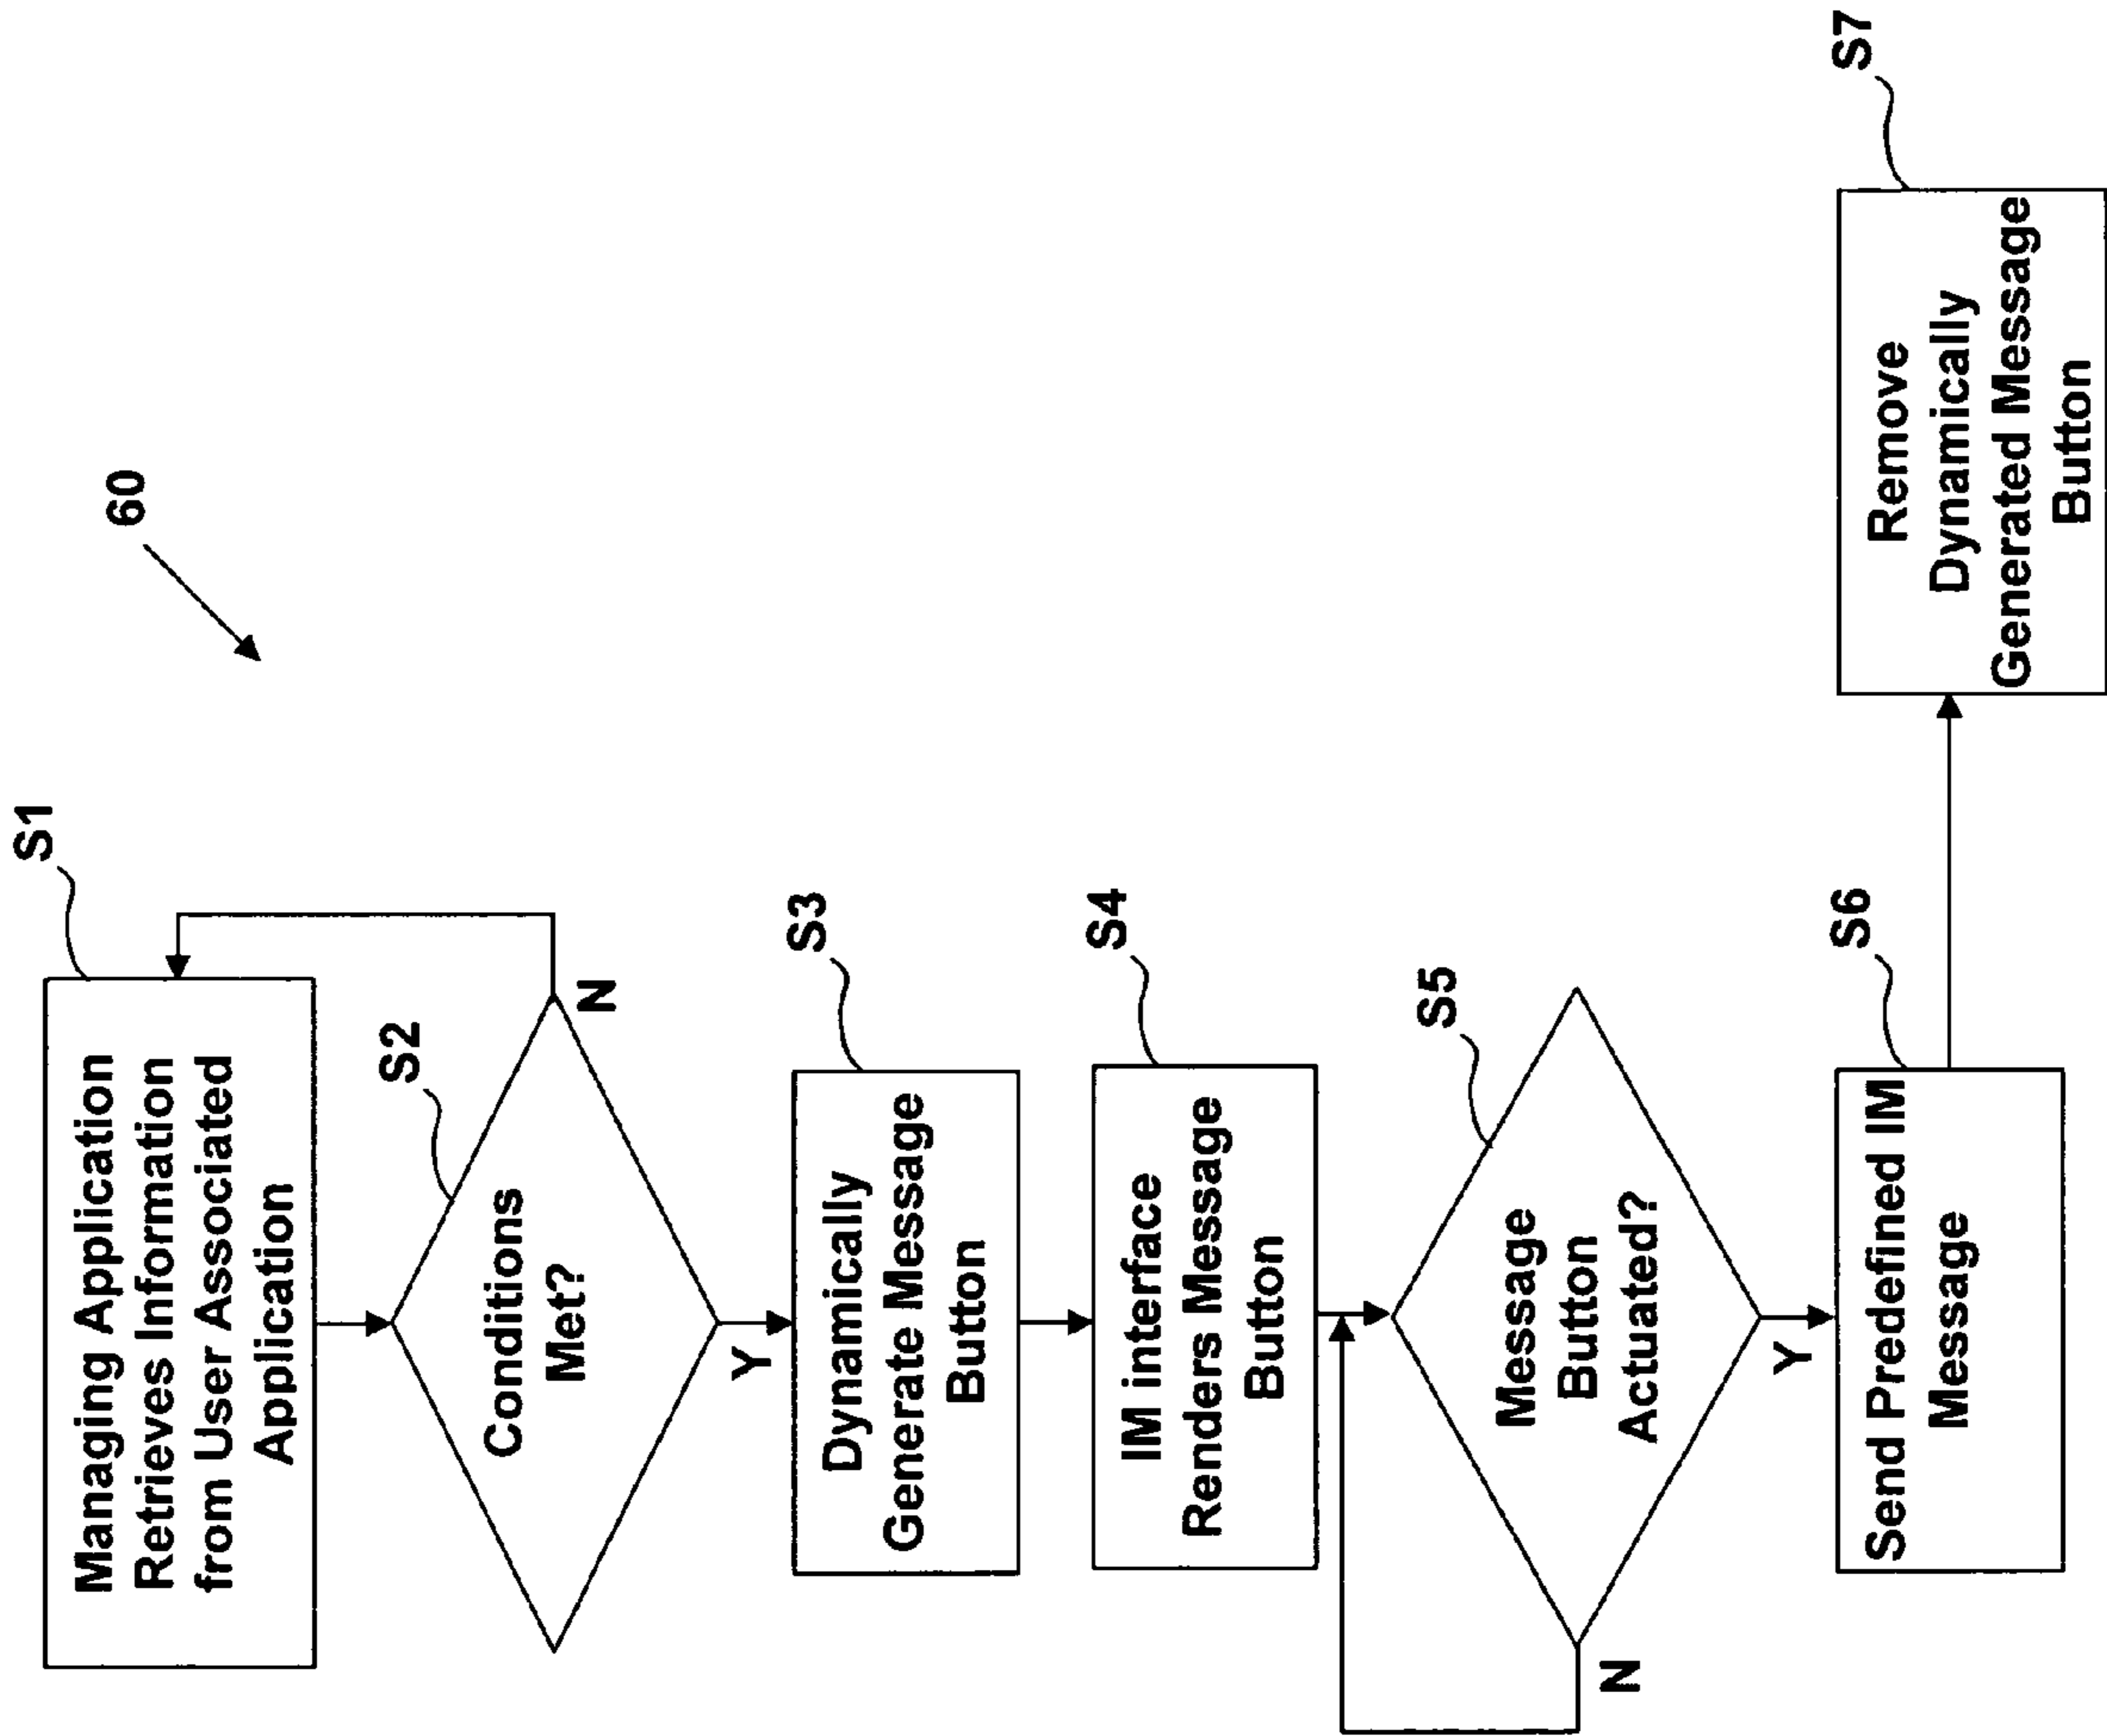 60
S1
Managing Application
Retrieves Information
from User Associated
Application
S2
Conditions
Met?
N
Y
S3
Dynamically
Generate Message
Button
S4
IM interface
Renders Message
Button
S5
Message
Button
Actuated?
N
Y
S6
Send Predefined IM
Message
S7
Remove
Dynamically
Generated Message
Button